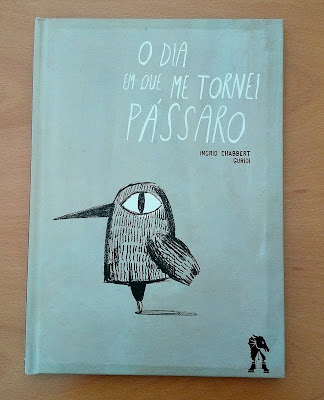 O DIA
EM QUE ME TORNEI
PÁSSARO
INGRID CHABBERT
GURIDI